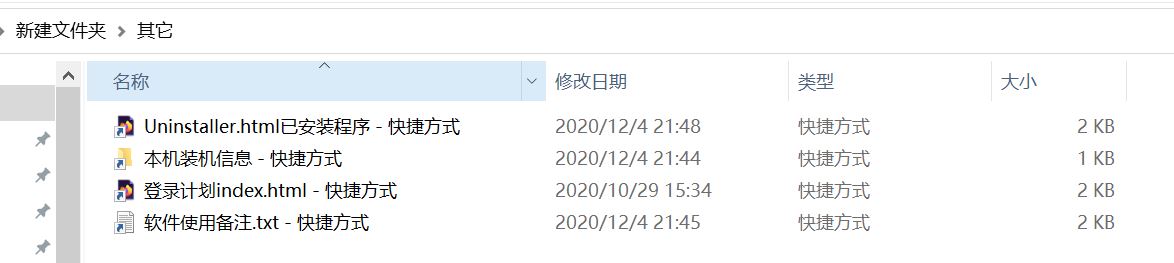 新建文件夹 其它
名称 修改日期 类型 大小
Uninstaller.html已安装程序 - 快捷方式 2020/12/4 21:48 快捷方式 2 KB
本机装机信息 - 快捷方式 2020/12/4 21:44 快捷方式 1 KB
登录计划index.html - 快捷方式 2020/10/29 15:34 快捷方式 2 KB
软件使用备注.txt - 快捷方式 2020/12/4 21:45 快捷方式 2 KB